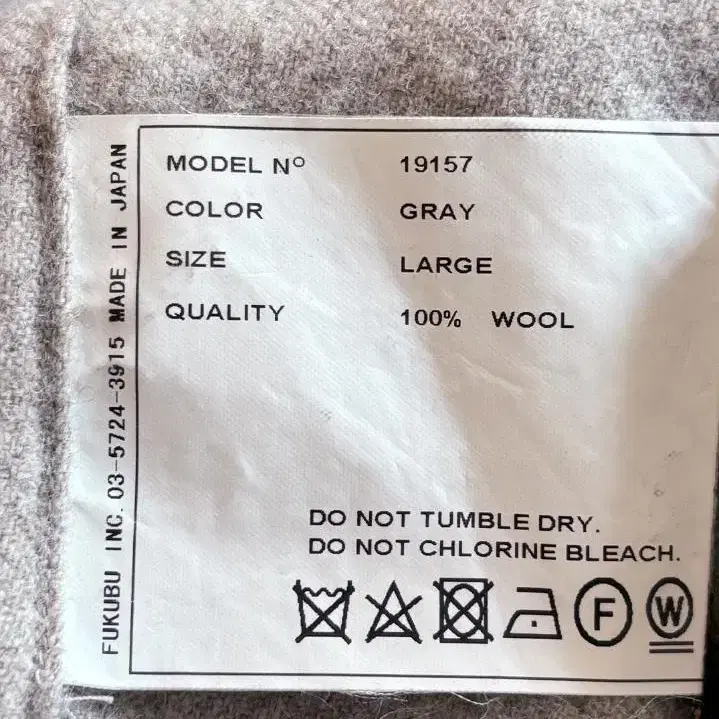 MODEL Nº 19157
COLOR GRAY
SIZE LARGE
QUALITY 100% WOOL
DO NOT TUMBLE DRY.
DO NOT CHLORINE BLEACH.
F W
FUKUBU INC. 03-5724-3915 MADE IN JAPAN